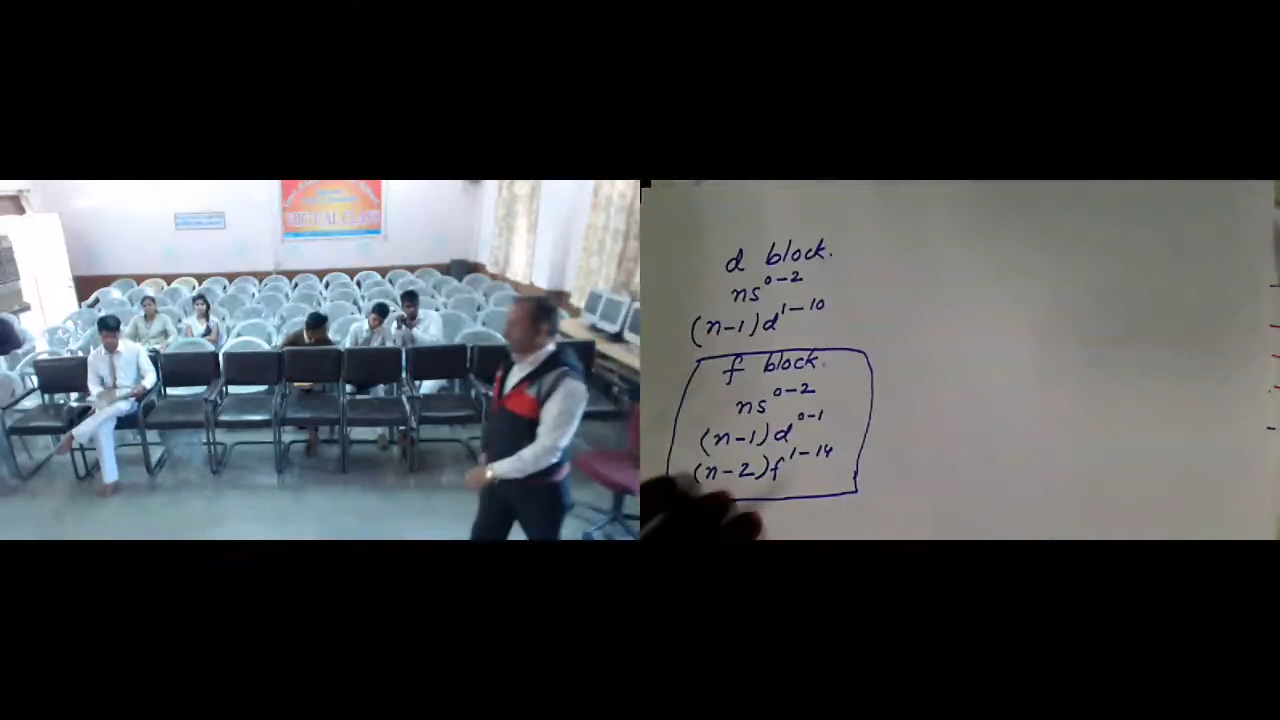 d block.
ns⁰⁻²
(n-1)d¹⁻¹⁰
f block.
ns⁰⁻²
(n-1)d⁰⁻¹
(n-2)f¹⁻¹⁴